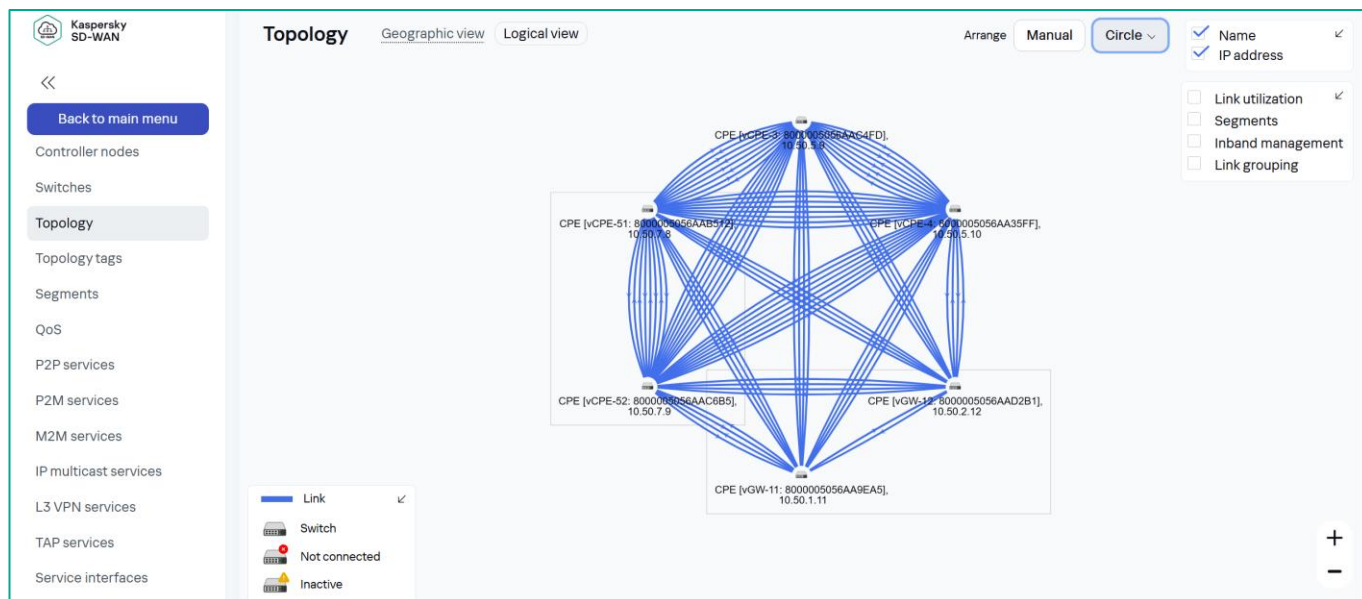 Kaspersky
SD-WAN
Back to main menu
Controller nodes
Switches
Topology
Topology tags
Segments
QoS
P2P services
P2M services
M2M services
IP multicast services
L3 VPN services
TAP services
Service interfaces
Topology
Geographic view
Logical view
Arrange
Manual
Circle
Name
IP address
Link utilization
Segments
Inband management
Link grouping
CPE [vCPE-3: 8000005056AAC4FD],
10.50.5.9
CPE [vCPE-51: 8000005056AAB512],
10.50.7.8
CPE [vCPE-4: 8000005056AA35FF],
10.50.5.10
CPE [vCPE-52: 8000005056AAC6B5],
10.50.7.9
CPE [vGW-12: 8000005056AAD2B1],
10.50.2.12
CPE [vGW-11: 8000005056AA9EA5],
10.50.1.11
Link
Switch
Not connected
Inactive